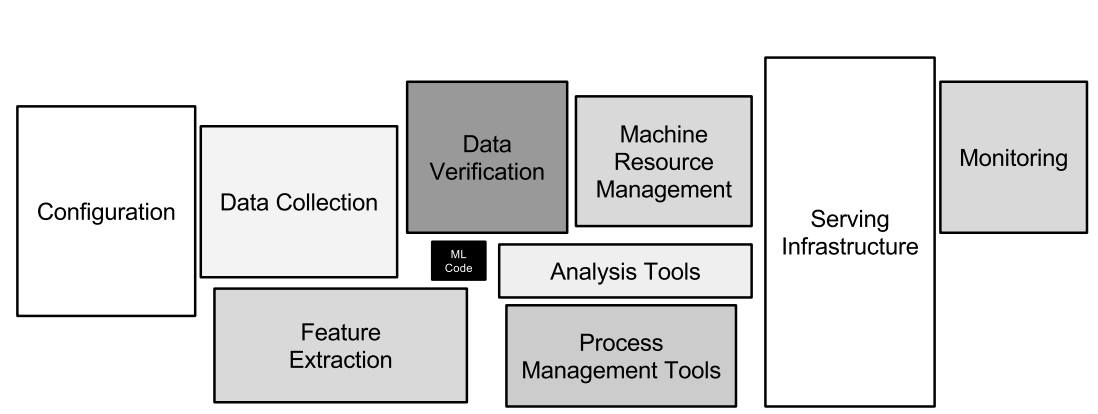 Configuration
Data Collection
Data
Verification
Machine
Resource
Management
Serving
Infrastructure
Monitoring
ML
Code
Analysis Tools
Feature
Extraction
Process
Management Tools